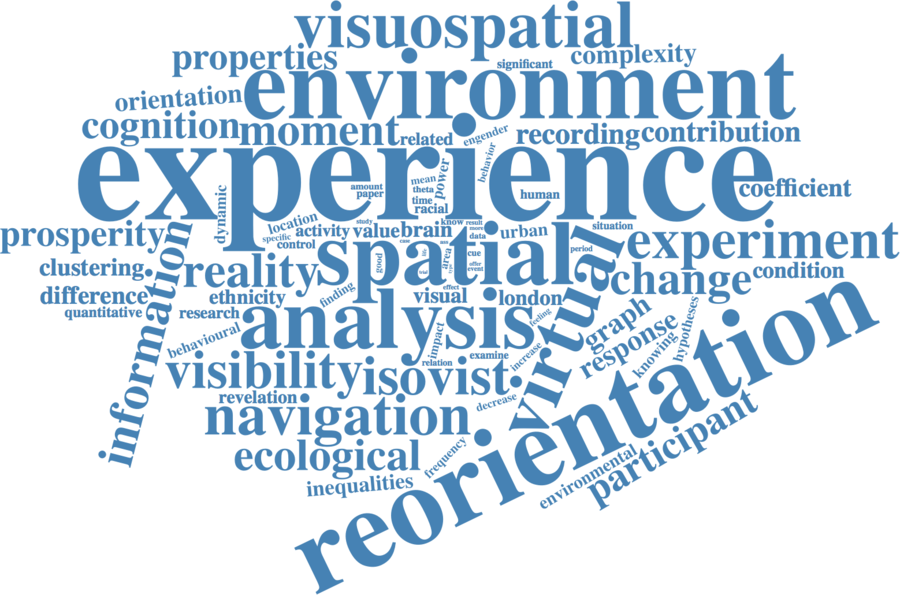 visuospatial
properties
significant
complexity
environment
orientation
cognition
moment
related
engender
recording
contribution
experience
behavior
power
mean
theta
time
racial
amount
paper
human
coefficient
dynamic
location
specific
control
activity
study
value
brain
know
result
more
data
cue
urban
situation
period
prosperity
information
clustering
difference
quantitative
reality
ethnicity
research
spatial
good
case
area
offer
event
effect
virtual
experiment
change
condition
finding
visual
london
behavioural
analysis
impact
feeling
relation
examine
increase
graph
response
knowing
hypotheses
visibility
isovist
revelation
decrease
navigation
reorientation
ecological
frequency
inequalities
environmental
participant